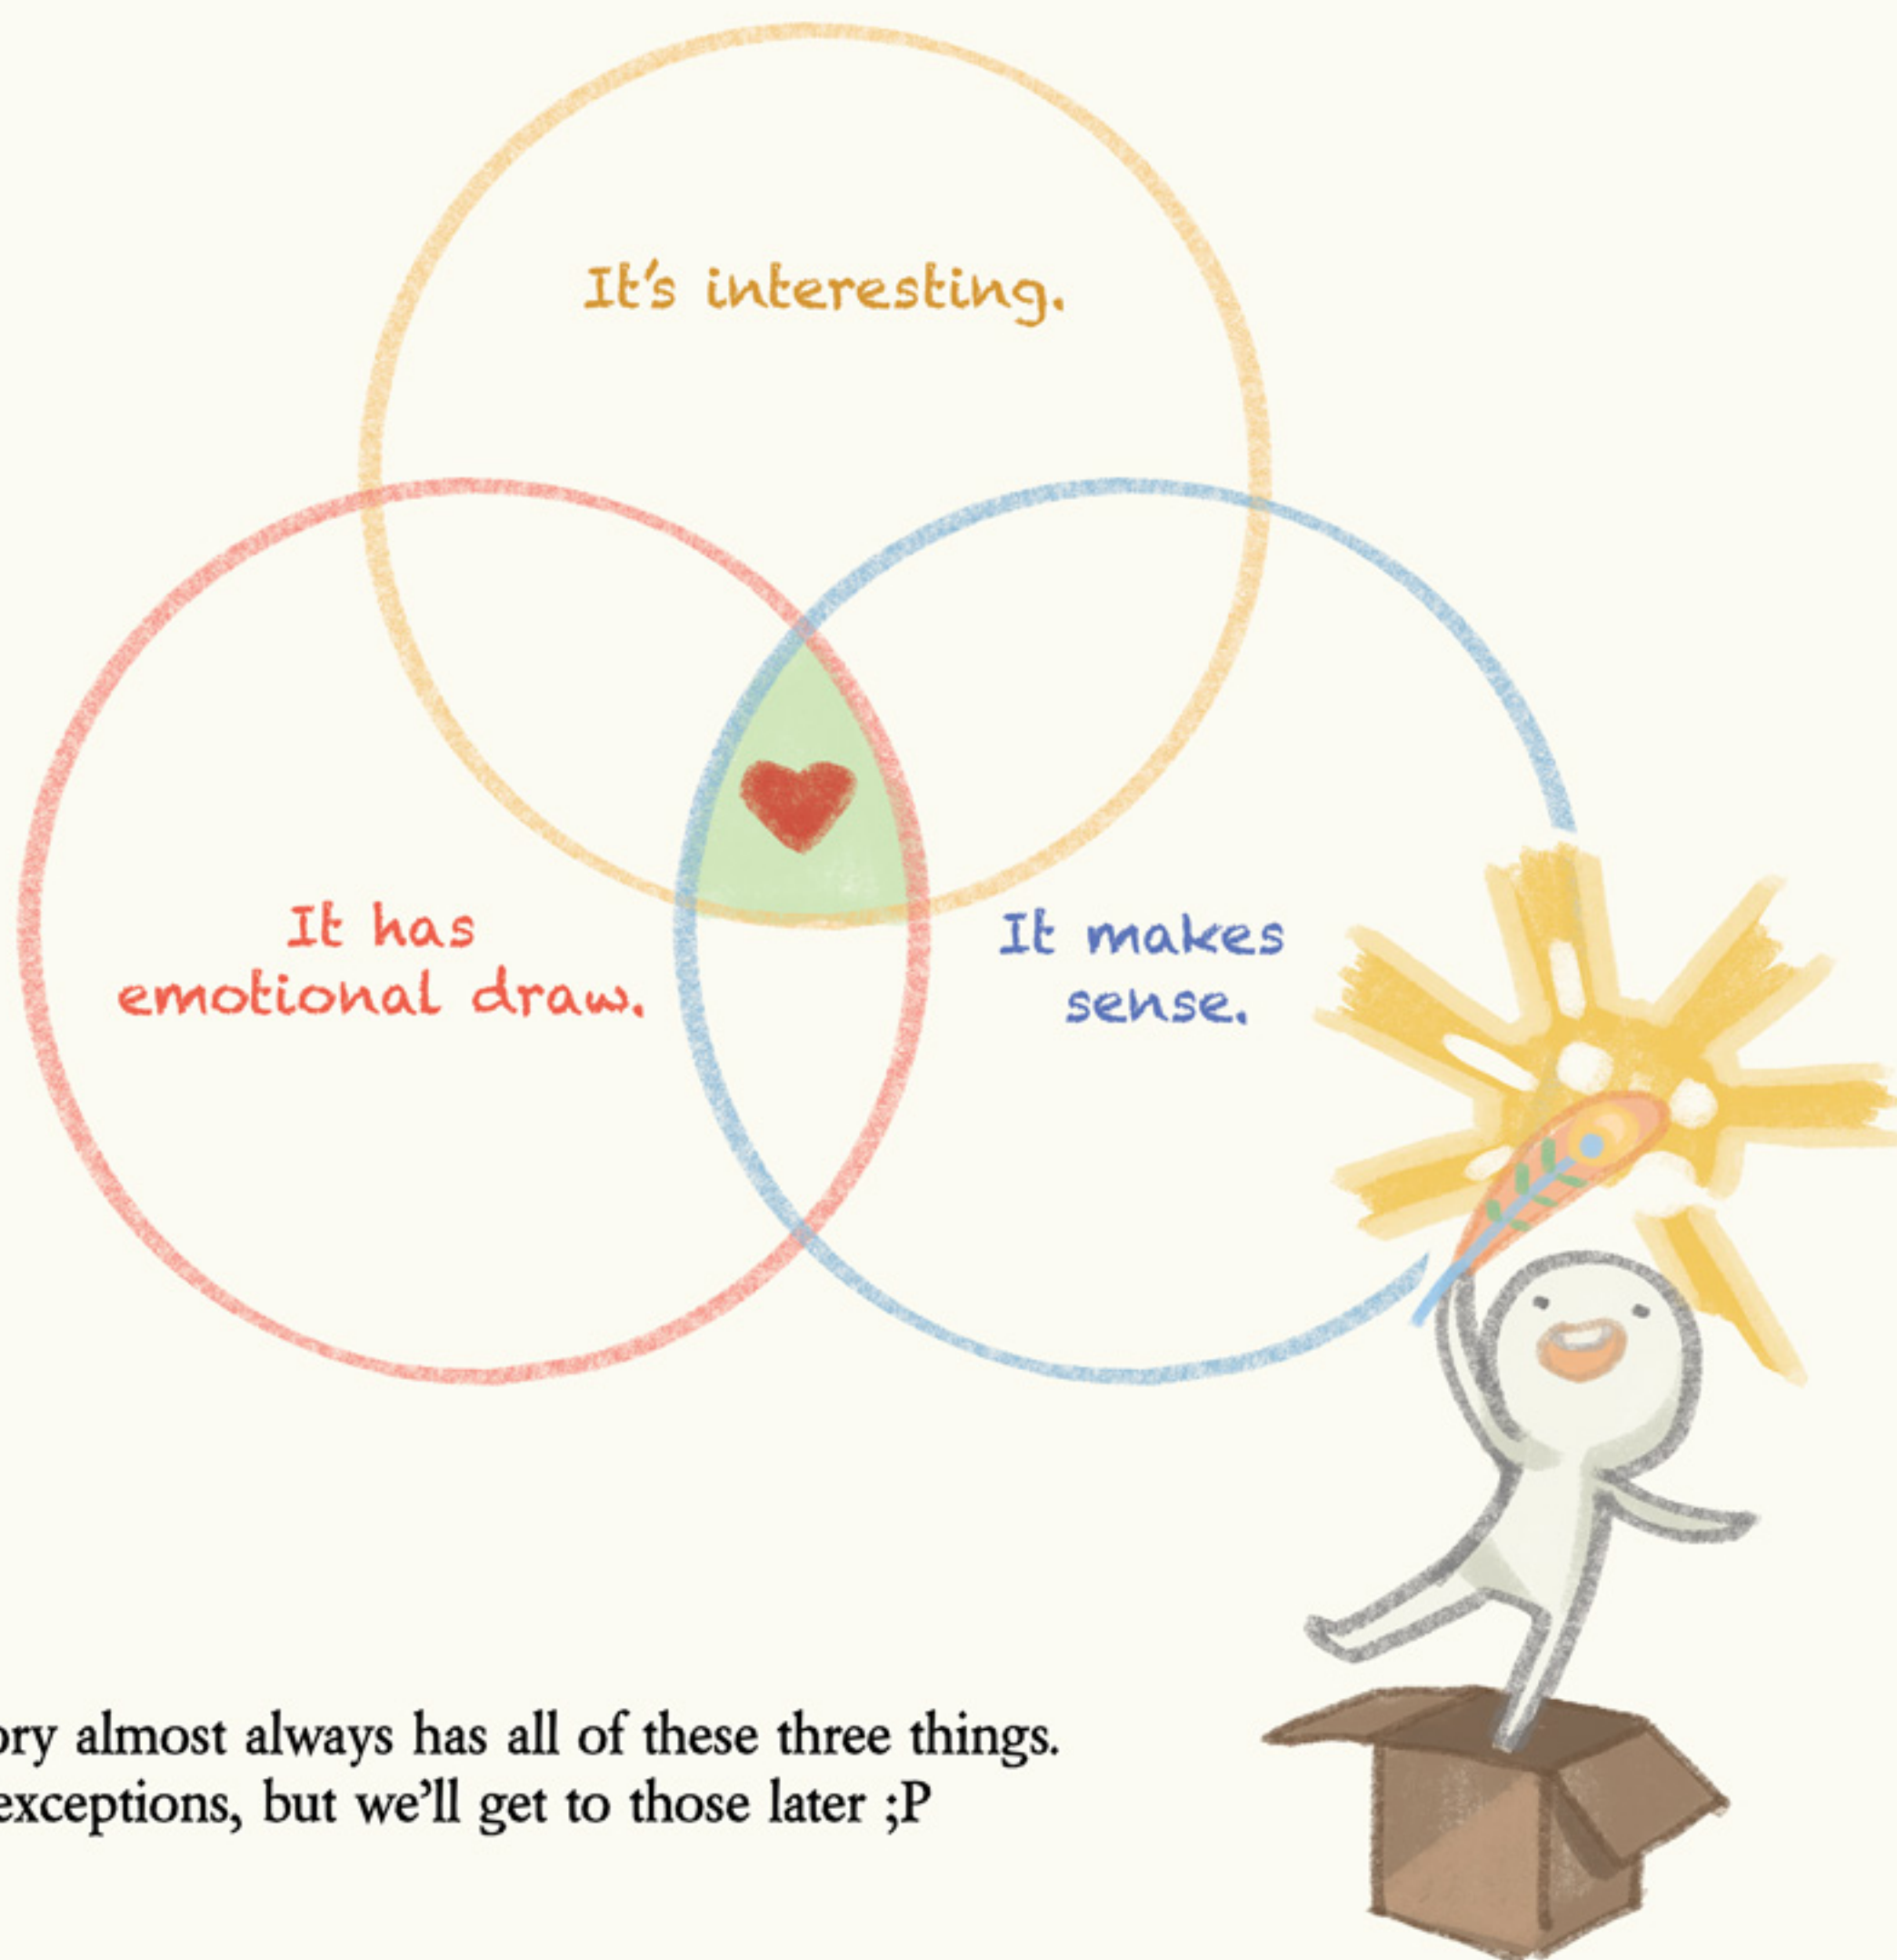 It's interesting.
It has
emotional draw.
It makes
sense.
ory almost always has all of these three things.
exceptions, but we’ll get to those later ;P